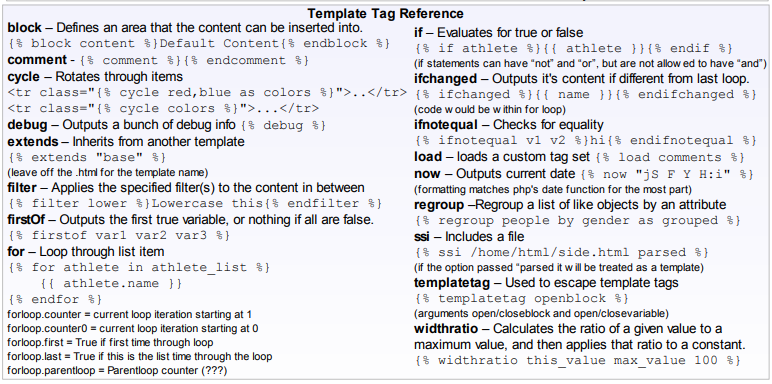 Template Tag Reference
block – Defines an area that the content can be inserted into.
{% block content %}Default Content{% endblock %}
comment - {% comment %}{% endcomment %}
cycle – Rotates through items
<tr class="{% cycle red,blue as colors %}">..</tr>
<tr class="{% cycle colors %}">...</tr>
debug – Outputs a bunch of debug info {% debug %}
extends – Inherits from another template
{% extends "base" %}
(leave off the .html for the template name)
filter – Applies the specified filter(s) to the content in between
{% filter lower %}Lowercase this{% endfilter %}
firstOf – Outputs the first true variable, or nothing if all are false.
{% firstof var1 var2 var3 %}
for – Loop through list item
{% for athlete in athlete_list %}
{{ athlete.name }}
{% endfor %}
forloop.counter = current loop iteration starting at 1
forloop.counter0 = current loop iteration starting at 0
forloop.first = True if first time through loop
forloop.last = True if this is the list time through the loop
forloop.parentloop = Parentloop counter (???)
if – Evaluates for true or false
{% if athlete %}{{ athlete }}{% endif %}
(if statements can have “not” and “or”, but are not allowed to have “and”)
ifchanged – Outputs it's content if different from last loop.
{% ifchanged %}{{ name }}{% endifchanged %}
(code would be within for loop)
ifnotequal – Checks for equality
{% ifnotequal v1 v2 %}hi{% endifnotequal %}
load – loads a custom tag set {% load comments %}
now – Outputs current date {% now "jS F Y H:i" %}
(formatting matches php's date function for the most part)
regroup –Regroup a list of like objects by an attribute
{% regroup people by gender as grouped %}
ssi – Includes a file
{% ssi /home/html/side.html parsed %}
(if the option passed “parsed it will be treated as a template)
templatetag – Used to escape template tags
{% templatetag openblock %}
(arguments open/closeblock and open/closevariable)
widthratio – Calculates the ratio of a given value to a
maximum value, and then applies that ratio to a constant.
{% widthratio this_value max_value 100 %}